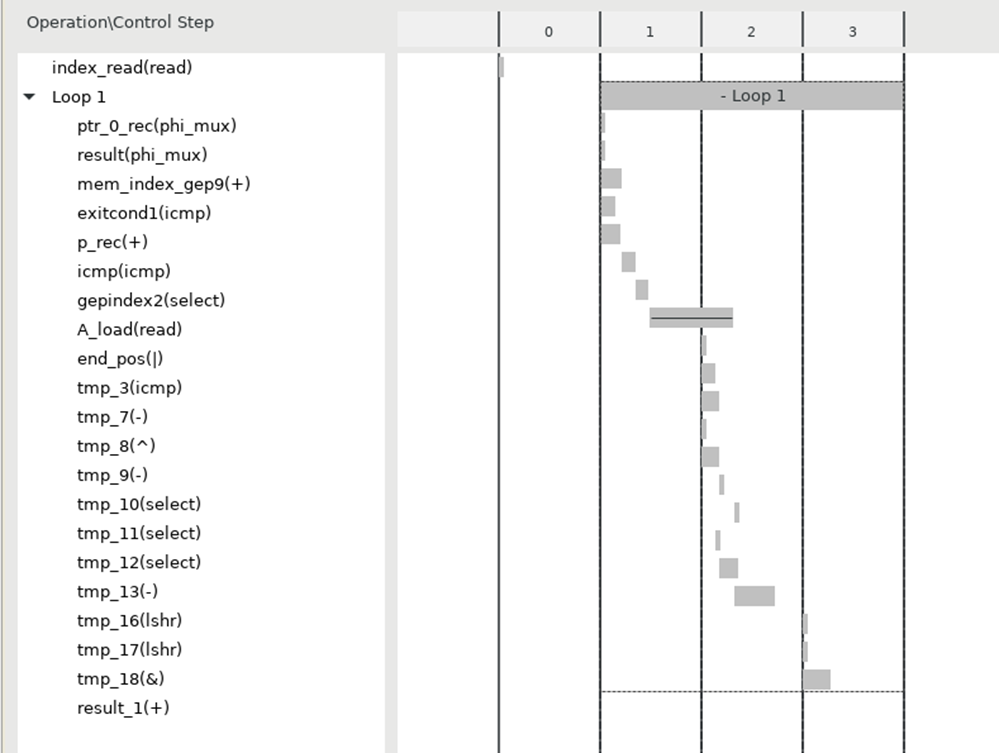 Operation\Control Step
0 1 2 3
index_read(read)
Loop 1
- Loop 1
ptr_0_rec(phi_mux)
result(phi_mux)
mem_index_gep9(+)
exitcond1(icmp)
p_rec(+)
icmp(icmp)
gepindex2(select)
A_load(read)
end_pos(|)
tmp_3(icmp)
tmp_7(-)
tmp_8(^)
tmp_9(-)
tmp_10(select)
tmp_11(select)
tmp_12(select)
tmp_13(-)
tmp_16(lshr)
tmp_17(lshr)
tmp_18(&)
result_1(+)